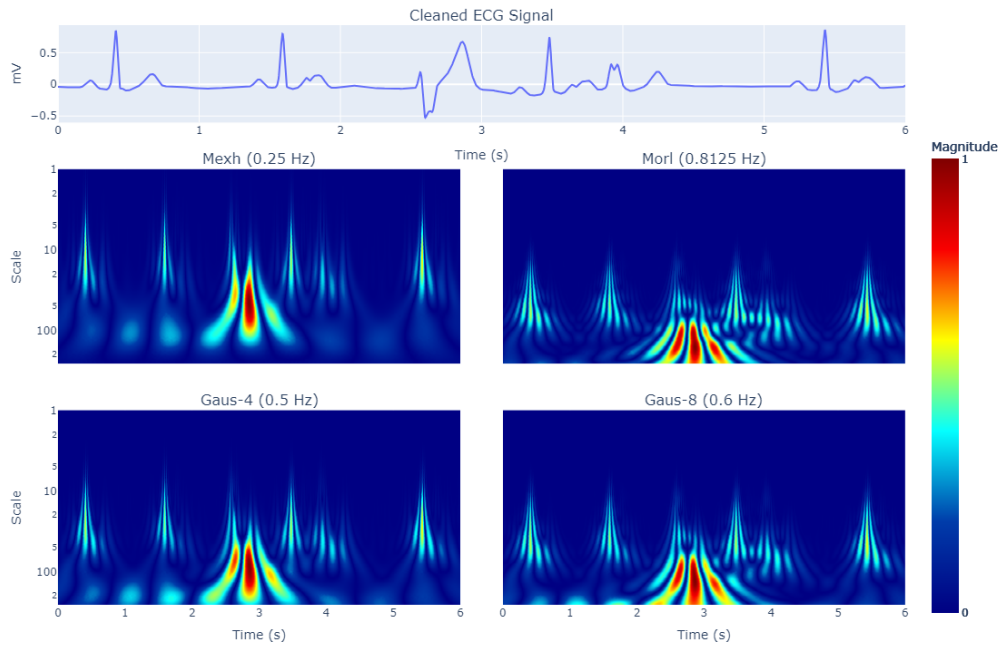 Cleaned ECG Signal
mV
0.5
0
−0.5
0 1 2 3 4 5 6
Time (s)
Mexh (0.25 Hz) Morl (0.8125 Hz)
Magnitude
Scale
1
2
5
10
2
5
100
2
1
0
Gaus-4 (0.5 Hz) Gaus-8 (0.6 Hz)
Scale
1
2
5
10
2
5
100
2
0 1 2 3 4 5 6 0 1 2 3 4 5 6
Time (s) Time (s)